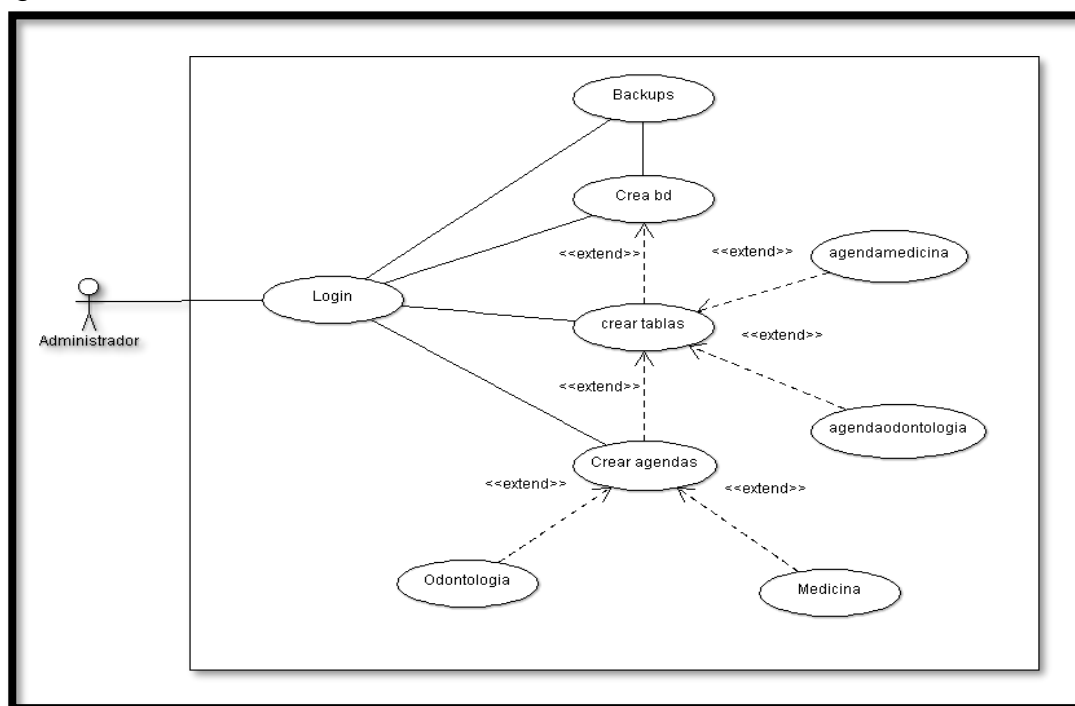 Backups
Crea bd
<<extend>>
<<extend>>
agendamedicina
Login
crear tablas
Administrador
<<extend>>
<<extend>>
agendaodontologia
Crear agendas
<<extend>>
<<extend>>
Odontologia
Medicina